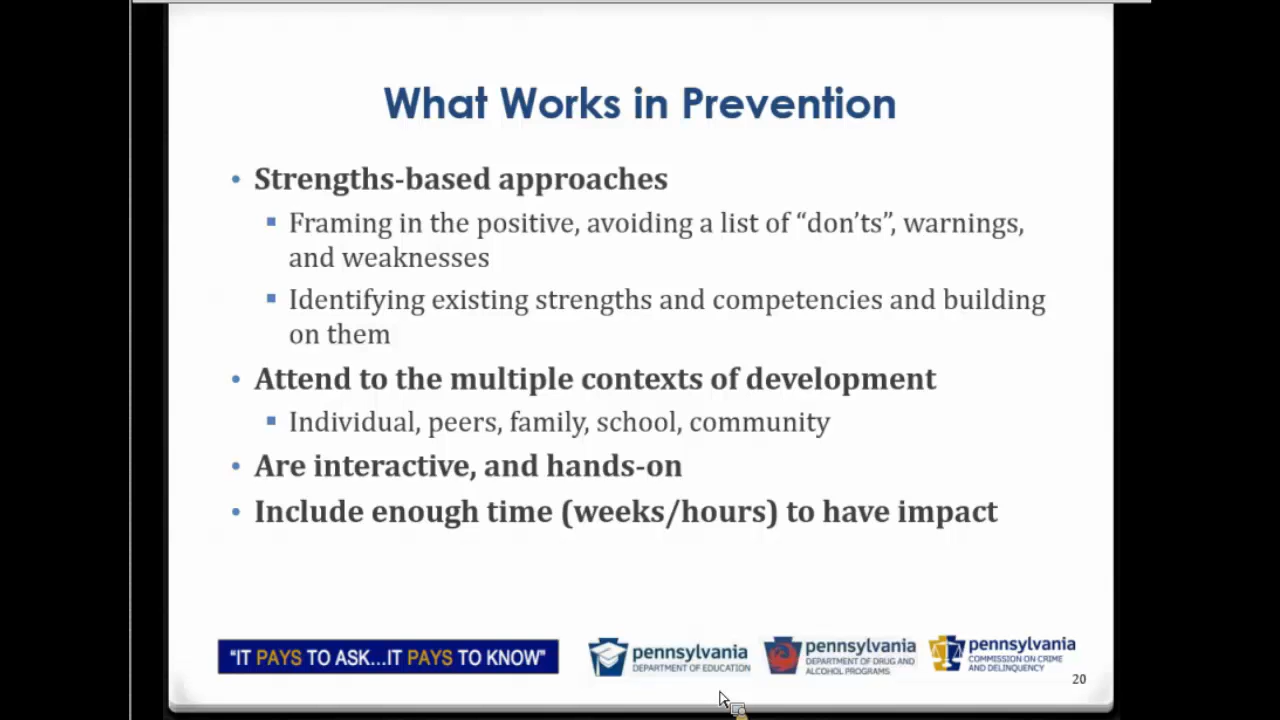 What Works in Prevention
• Strengths-based approaches
▪ Framing in the positive, avoiding a list of “don’ts”, warnings,
and weaknesses
▪ Identifying existing strengths and competencies and building
on them
• Attend to the multiple contexts of development
▪ Individual, peers, family, school, community
• Are interactive, and hands-on
• Include enough time (weeks/hours) to have impact
“IT PAYS TO ASK...IT PAYS TO KNOW”
pennsylvania
DEPARTMENT OF EDUCATION
pennsylvania
DEPARTMENT OF DRUG AND
ALCOHOL PROGRAMS
pennsylvania
COMMISSION ON CRIME
AND DELINQUENCY
20